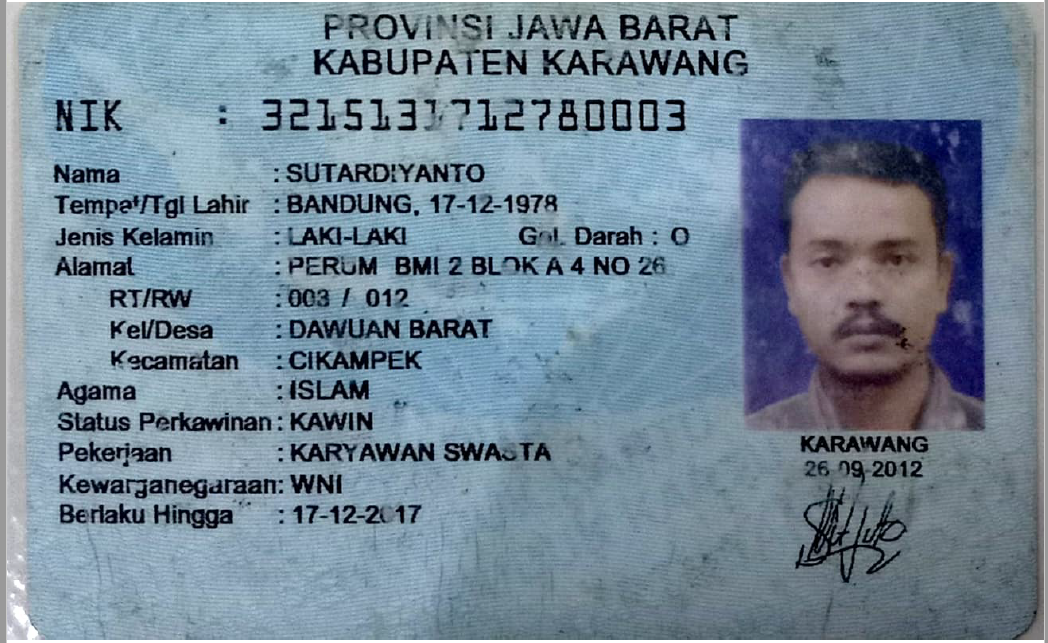 PROVINSI JAWA BARAT
KABUPATEN KARAWANG
NIK : 3215131712780003
Nama : SUTARDIYANTO
Tempat/Tgl Lahir : BANDUNG, 17-12-1978
Jenis Kelamin : LAKI-LAKI Gol. Darah : O
Alamat : PERUM BMI 2 BLOK A 4 NO 26
RT/RW : 003 / 012
Kel/Desa : DAWUAN BARAT
Kecamatan : CIKAMPEK
Agama : ISLAM
Status Perkawinan : KAWIN
Pekerjaan : KARYAWAN SWASTA
Kewarganegaraan: WNI
Berlaku Hingga : 17-12-2017
KARAWANG
26-09-2012